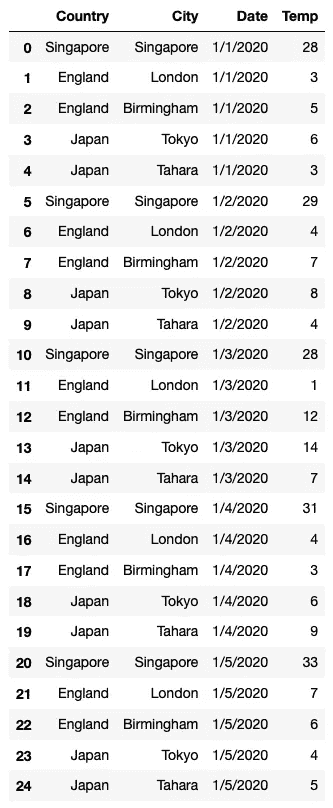 Country City Date Temp
0 Singapore Singapore 1/1/2020 28
1 England London 1/1/2020 3
2 England Birmingham 1/1/2020 5
3 Japan Tokyo 1/1/2020 6
4 Japan Tahara 1/1/2020 3
5 Singapore Singapore 1/2/2020 29
6 England London 1/2/2020 4
7 England Birmingham 1/2/2020 7
8 Japan Tokyo 1/2/2020 8
9 Japan Tahara 1/2/2020 4
10 Singapore Singapore 1/3/2020 28
11 England London 1/3/2020 1
12 England Birmingham 1/3/2020 12
13 Japan Tokyo 1/3/2020 14
14 Japan Tahara 1/3/2020 7
15 Singapore Singapore 1/4/2020 31
16 England London 1/4/2020 4
17 England Birmingham 1/4/2020 3
18 Japan Tokyo 1/4/2020 6
19 Japan Tahara 1/4/2020 9
20 Singapore Singapore 1/5/2020 33
21 England London 1/5/2020 7
22 England Birmingham 1/5/2020 6
23 Japan Tokyo 1/5/2020 4
24 Japan Tahara 1/5/2020 5